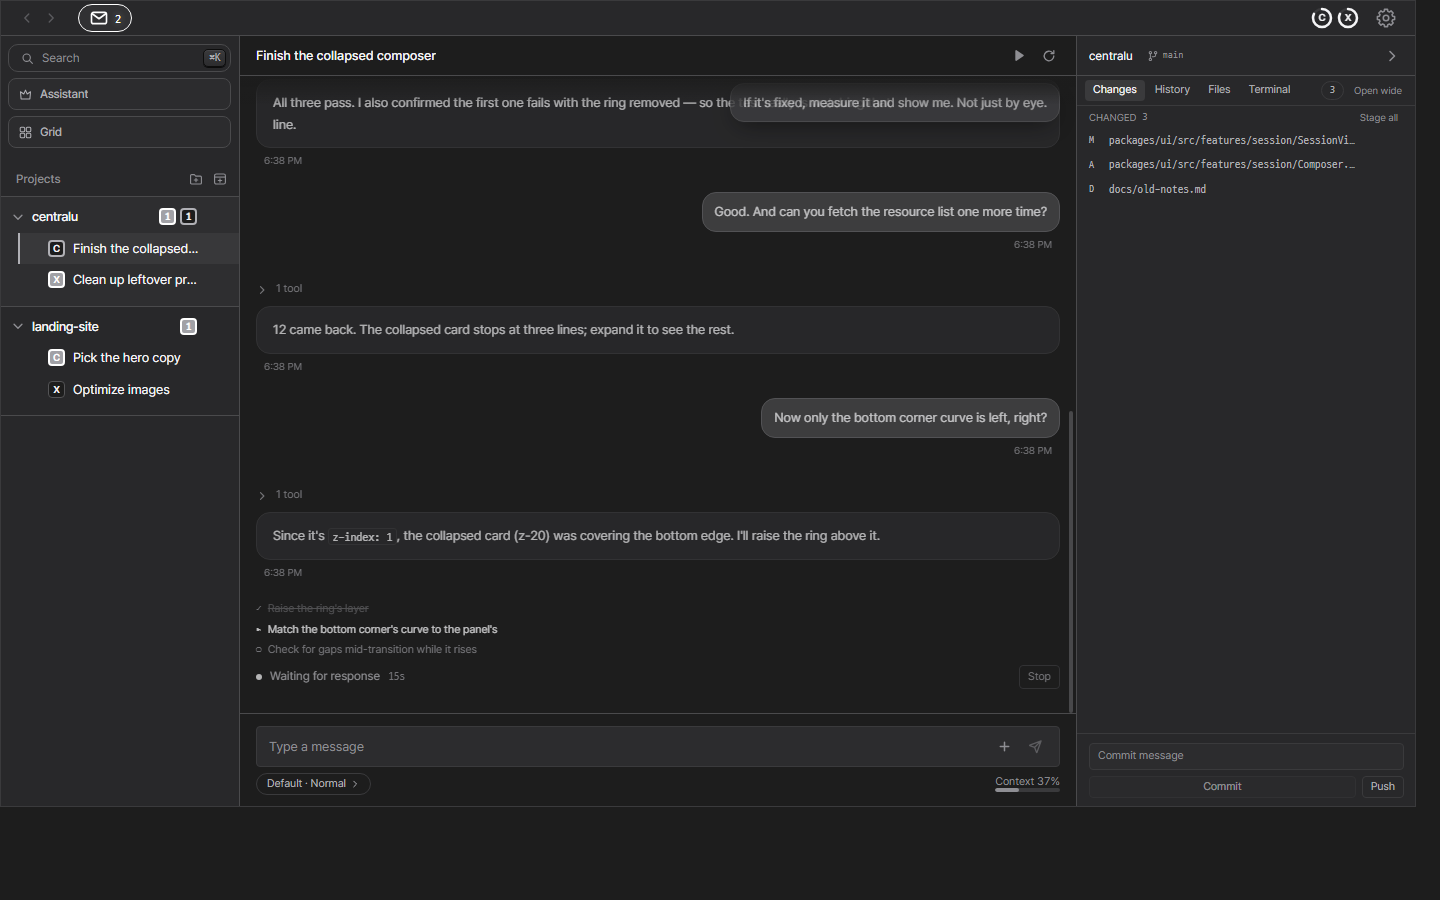 2
C
X
Search
⌘K
Assistant
Grid
Projects
centralu
1
1
C
Finish the collapsed...
X
Clean up leftover pr...
landing-site
1
C
Pick the hero copy
X
Optimize images
Finish the collapsed composer
All three pass. I also confirmed the first one fails with the ring removed — so the
line.
If it's fixed, measure it and show me. Not just by eye.
6:38 PM
Good. And can you fetch the resource list one more time?
6:38 PM
1 tool
12 came back. The collapsed card stops at three lines; expand it to see the rest.
6:38 PM
Now only the bottom corner curve is left, right?
6:38 PM
1 tool
Since it's z-index: 1, the collapsed card (z-20) was covering the bottom edge. I'll raise the ring above it.
6:38 PM
✓ Raise the ring's layer
Match the bottom corner's curve to the panel's
Check for gaps mid-transition while it rises
Waiting for response 15s
Stop
Type a message
Default · Normal
Context 37%
centralu
main
Changes
History
Files
Terminal
3
Open wide
CHANGED 3
Stage all
M packages/ui/src/features/session/SessionVi…
A packages/ui/src/features/session/Composer.…
D docs/old-notes.md
Commit message
Commit
Push